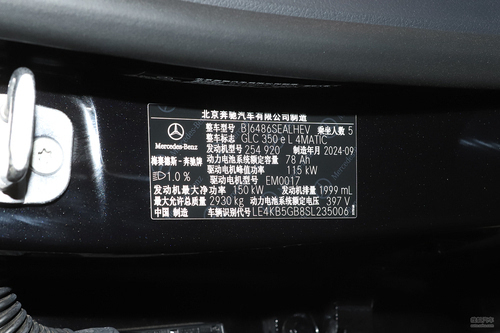 北京奔驰汽车有限公司制造
整车型号 BJ6486SEALHEV 乘坐人数 5
整车标志 GLC 350 e L 4MATIC
Mercedes-Benz 发动机型号 254 920 制造年月 2024-09
动力电池系统额定容量 78 Ah
梅赛德斯-奔驰牌 驱动电机峰值功率 115 kW
1.0 % 驱动电机型号 EM0017
发动机最大净功率 150 kW 发动机排量 1999 mL
最大允许总质量 2930 kg 动力电池系统额定电压 397 V
中国 制造 车辆识别代号 LE4KB5GB8SL235006